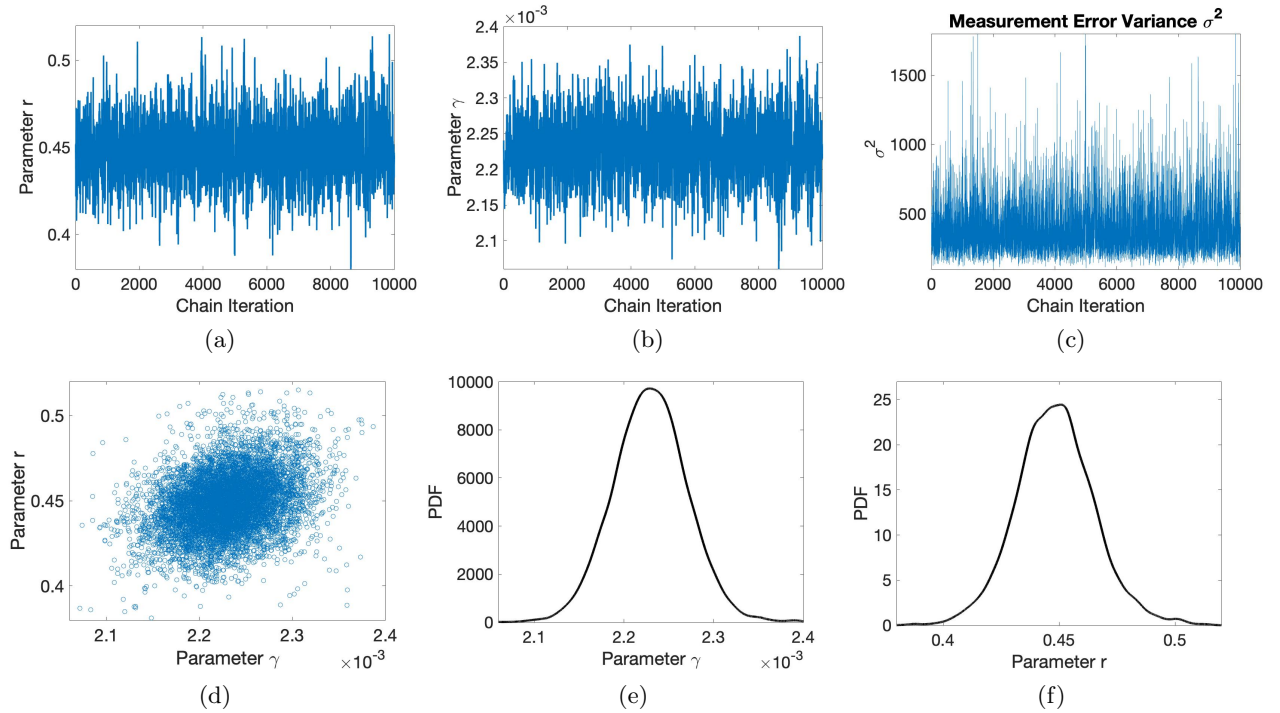 0.5
0.45
0.4
Parameter r
0 2000 4000 6000 8000 10000
Chain Iteration
(a)
×10⁻³
2.4
2.35
2.3
2.25
2.2
2.15
2.1
Parameter γ
0 2000 4000 6000 8000 10000
Chain Iteration
(b)
Measurement Error Variance σ²
1500
1000
500
σ²
0 2000 4000 6000 8000 10000
Chain Iteration
(c)
0.5
0.45
0.4
Parameter r
2.1 2.2 2.3 2.4
Parameter γ ×10⁻³
(d)
10000
8000
6000
4000
2000
0
PDF
2.1 2.2 2.3 2.4
Parameter γ ×10⁻³
(e)
25
20
15
10
5
0
PDF
0.4 0.45 0.5
Parameter r
(f)